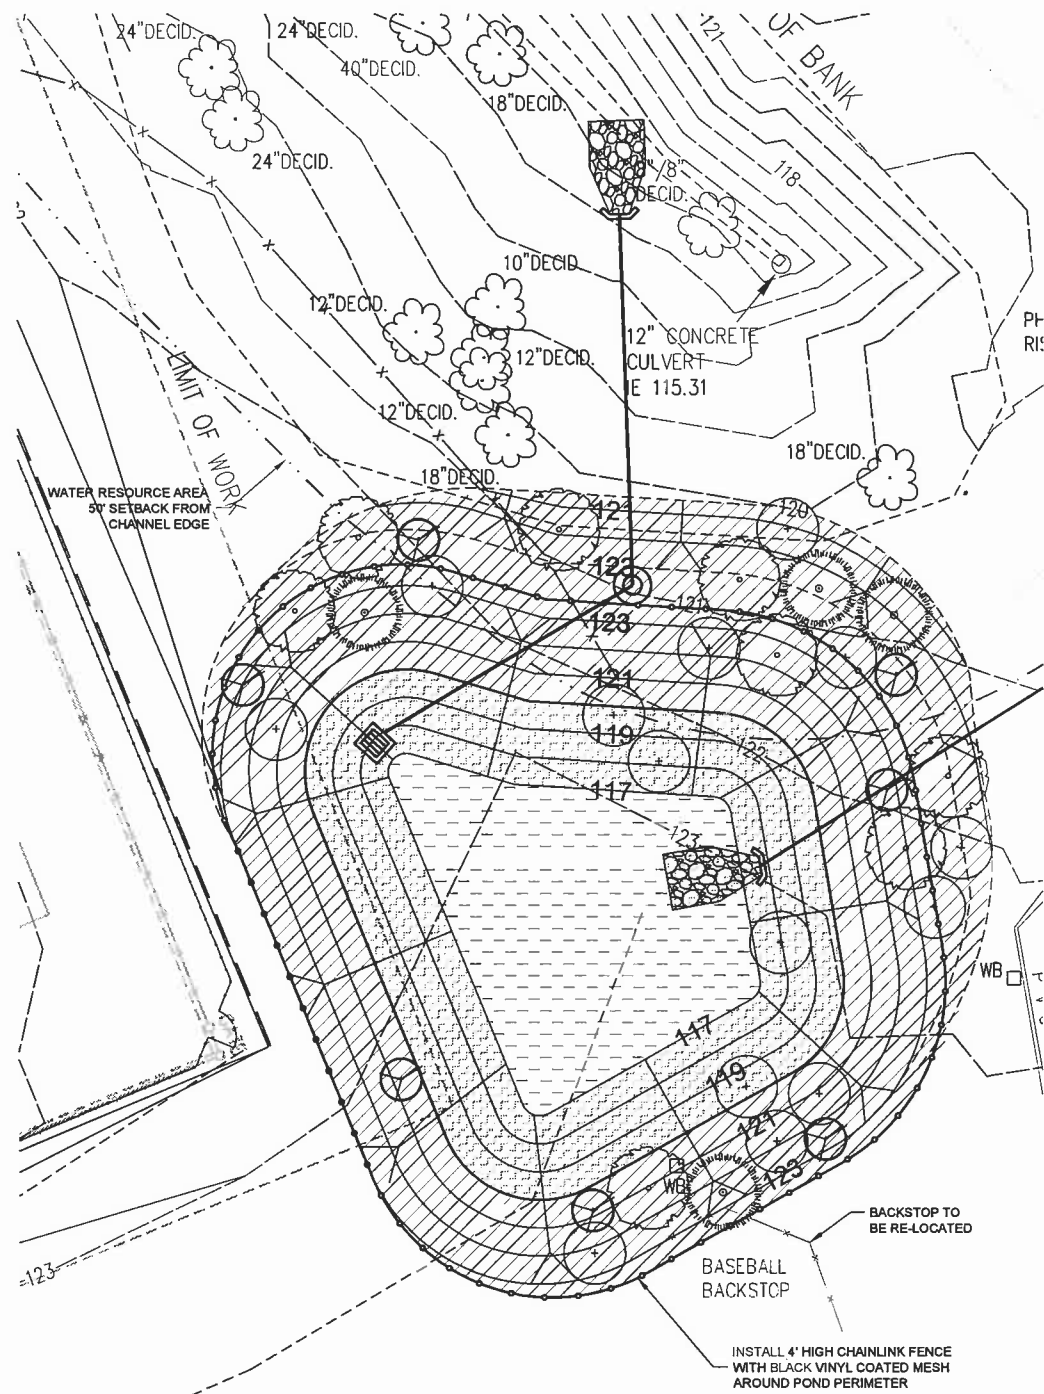 24"DECID.
24"DECID.
40"DECID.
18"DECID.
24"DECID.
OF BANK
121
118
DECID.
10"DECID
12"DECID.
12"DECID.
12"DECID.
18"DECID.
12" CONCRETE
CULVERT
IE 115.31
18"DECID.
LIMIT OF WORK
WATER RESOURCE AREA
50' SETBACK FROM
CHANNEL EDGE
121
120
123
121
123
121
119
122
117
123
117
119
121
123
WB
WB
-123-
BACKSTOP TO
BE RE-LOCATED
BASEBALL
BACKSTOP
INSTALL 4' HIGH CHAINLINK FENCE
WITH BLACK VINYL COATED MESH
AROUND POND PERIMETER